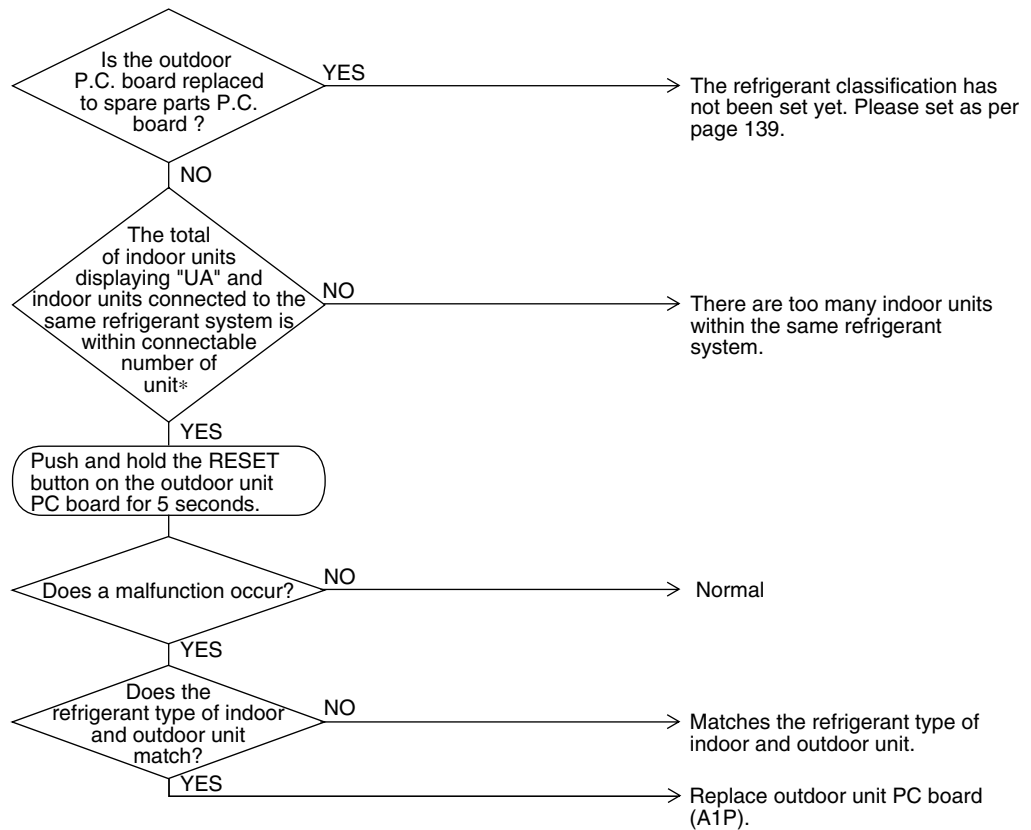 Is the outdoor
P.C. board replaced
to spare parts P.C.
board ?
YES
The refrigerant classification has
not been set yet. Please set as per
page 139.
NO
The total
of indoor units
displaying "UA" and
indoor units connected to the
same refrigerant system is
within connectable
number of
unit*
NO
There are too many indoor units
within the same refrigerant
system.
YES
Push and hold the RESET
button on the outdoor unit
PC board for 5 seconds.
Does a malfunction occur?
NO
Normal
YES
Does the
refrigerant type of indoor
and outdoor unit
match?
NO
Matches the refrigerant type of
indoor and outdoor unit.
YES
Replace outdoor unit PC board
(A1P).